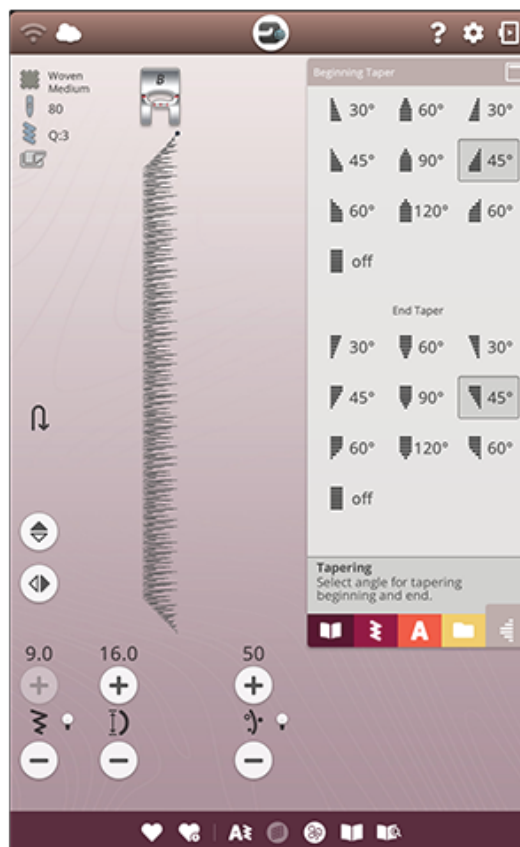 ?
Woven
Medium
80
Q:3
B
Beginning Taper
30° 60° 30°
45° 90° 45°
60° 120° 60°
off
End Taper
30° 60° 30°
45° 90° 45°
60° 120° 60°
off
Tapering
Select angle for tapering
beginning and end.
A
9.0 16.0 50
A